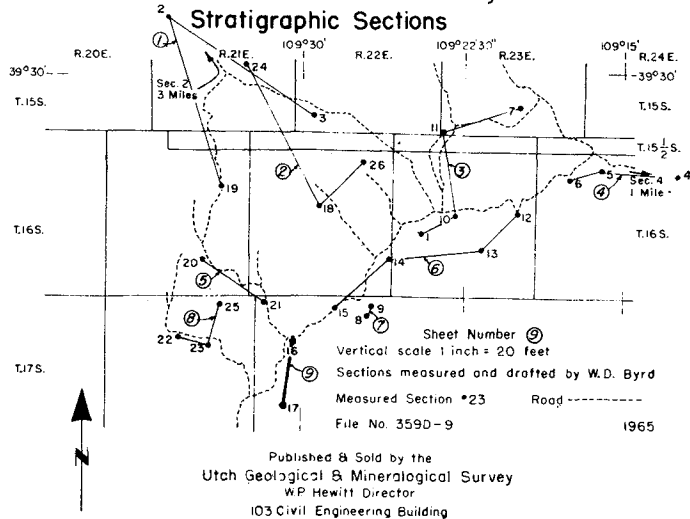 Stratigraphic Sections
2
①
R.20E.
R.21E.
109°30'
R.22E.
109°22'30"
R.23E.
109°15'
R.24E.
39°30'
24
39°30'
Sec. 2
3 Miles
T.15S.
3
11
7
T.15S.
T.15½S.
②
26
③
19
18
6
5
④
Sec. 4
1 Mile
4
T.16S.
1
10
12
T.16S.
20
⑤
14
⑥
13
21
25
⑧
15
9
8
⑦
22
23
16
⑨
17
T.17S.
Sheet Number ⑨
Vertical scale 1 inch = 20 feet
Sections measured and drafted by W.D. Byrd
Measured Section •23 Road ---------
File No. 359D-9 1965
N
Published & Sold by the
Utah Geological & Mineralogical Survey
W.P. Hewitt Director
103 Civil Engineering Building